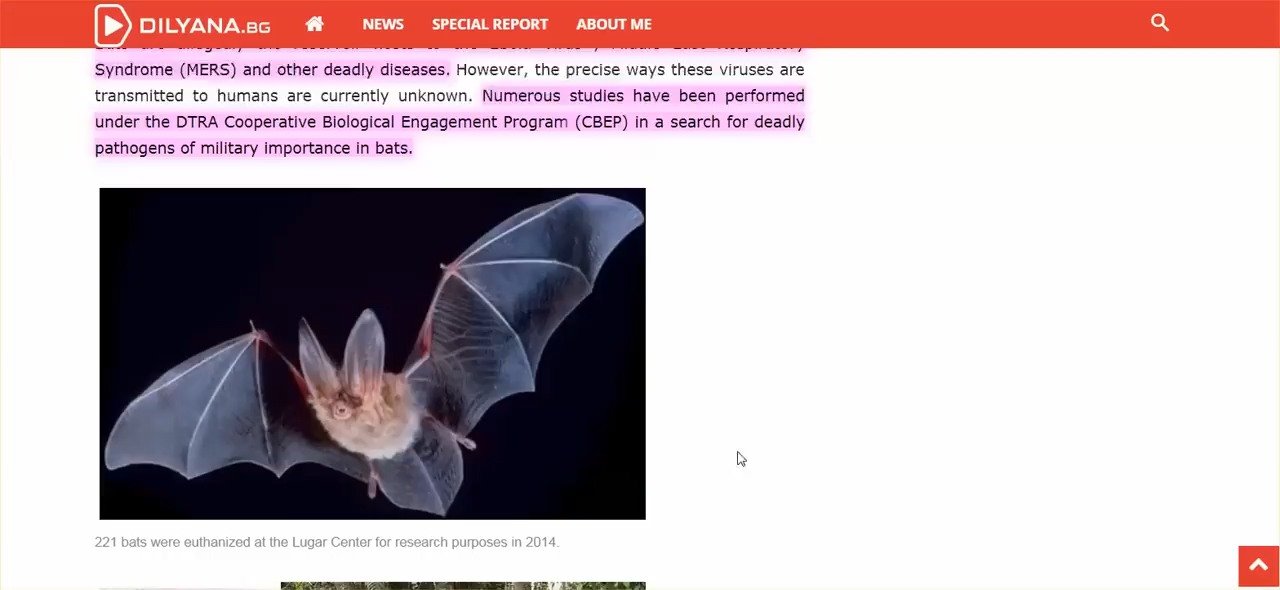 DILYANA.BG
NEWS
SPECIAL REPORT
ABOUT ME
Syndrome (MERS) and other deadly diseases. However, the precise ways these viruses are
transmitted to humans are currently unknown. Numerous studies have been performed
under the DTRA Cooperative Biological Engagement Program (CBEP) in a search for deadly
pathogens of military importance in bats.
221 bats were euthanized at the Lugar Center for research purposes in 2014.